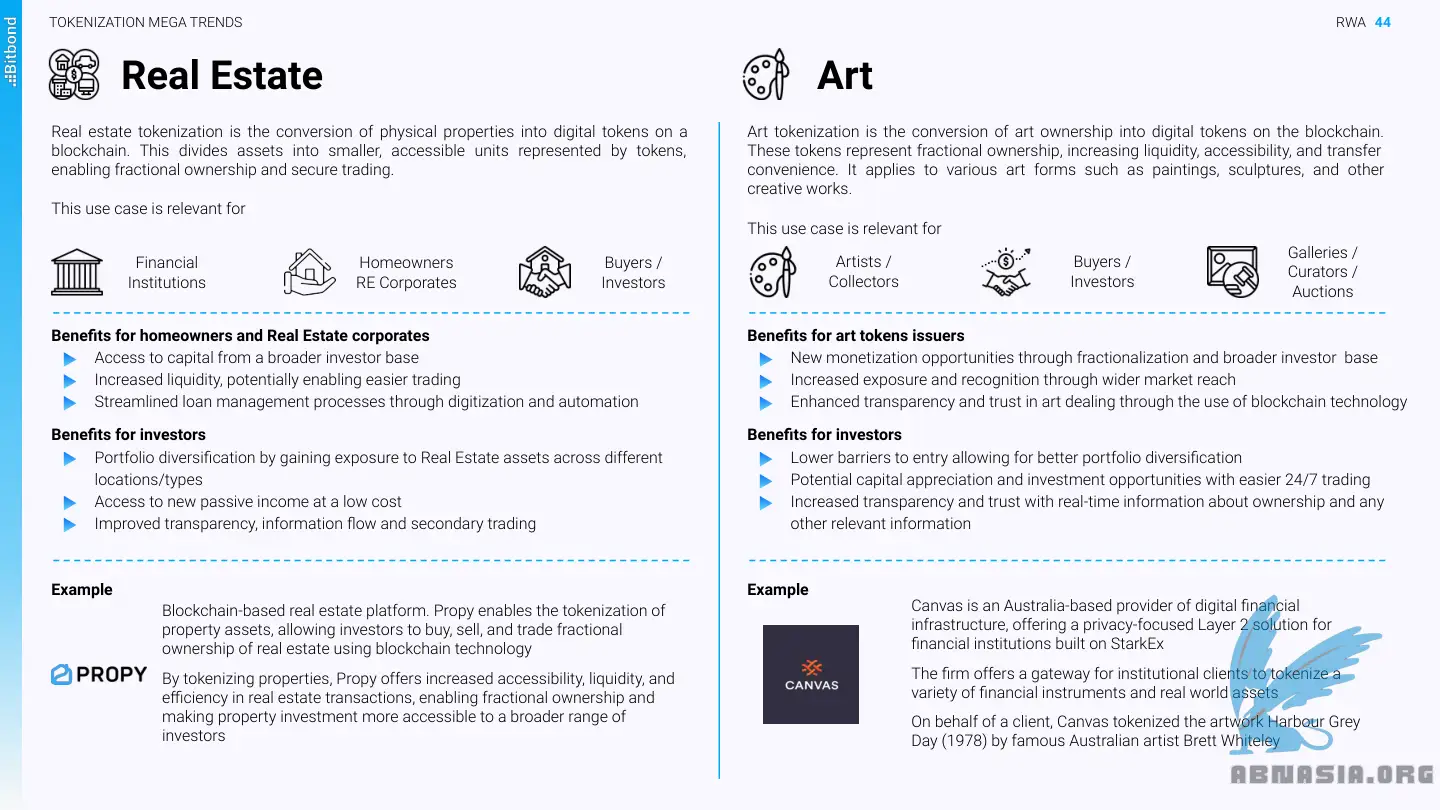 Bitbond
TOKENIZATION MEGA TRENDS
RWA 44
Real Estate
Real estate tokenization is the conversion of physical properties into digital tokens on a
blockchain. This divides assets into smaller, accessible units represented by tokens,
enabling fractional ownership and secure trading.
This use case is relevant for
Financial
Institutions
Homeowners
RE Corporates
Buyers /
Investors
Benefits for homeowners and Real Estate corporates
Access to capital from a broader investor base
Increased liquidity, potentially enabling easier trading
Streamlined loan management processes through digitization and automation
Benefits for investors
Portfolio diversification by gaining exposure to Real Estate assets across different
locations/types
Access to new passive income at a low cost
Improved transparency, information flow and secondary trading
Example
PROPY
Blockchain-based real estate platform. Propy enables the tokenization of
property assets, allowing investors to buy, sell, and trade fractional
ownership of real estate using blockchain technology
By tokenizing properties, Propy offers increased accessibility, liquidity, and
efficiency in real estate transactions, enabling fractional ownership and
making property investment more accessible to a broader range of
investors
Art
Art tokenization is the conversion of art ownership into digital tokens on the blockchain.
These tokens represent fractional ownership, increasing liquidity, accessibility, and transfer
convenience. It applies to various art forms such as paintings, sculptures, and other
creative works.
This use case is relevant for
Artists /
Collectors
Buyers /
Investors
Galleries /
Curators /
Auctions
Benefits for art tokens issuers
New monetization opportunities through fractionalization and broader investor base
Increased exposure and recognition through wider market reach
Enhanced transparency and trust in art dealing through the use of blockchain technology
Benefits for investors
Lower barriers to entry allowing for better portfolio diversification
Potential capital appreciation and investment opportunities with easier 24/7 trading
Increased transparency and trust with real-time information about ownership and any
other relevant information
Example
CANVAS
Canvas is an Australia-based provider of digital financial
infrastructure, offering a privacy-focused Layer 2 solution for
financial institutions built on StarkEx
The firm offers a gateway for institutional clients to tokenize a
variety of financial instruments and real world assets
On behalf of a client, Canvas tokenized the artwork Harbour Grey
Day (1978) by famous Australian artist Brett Whiteley
ABNASIA.ORG